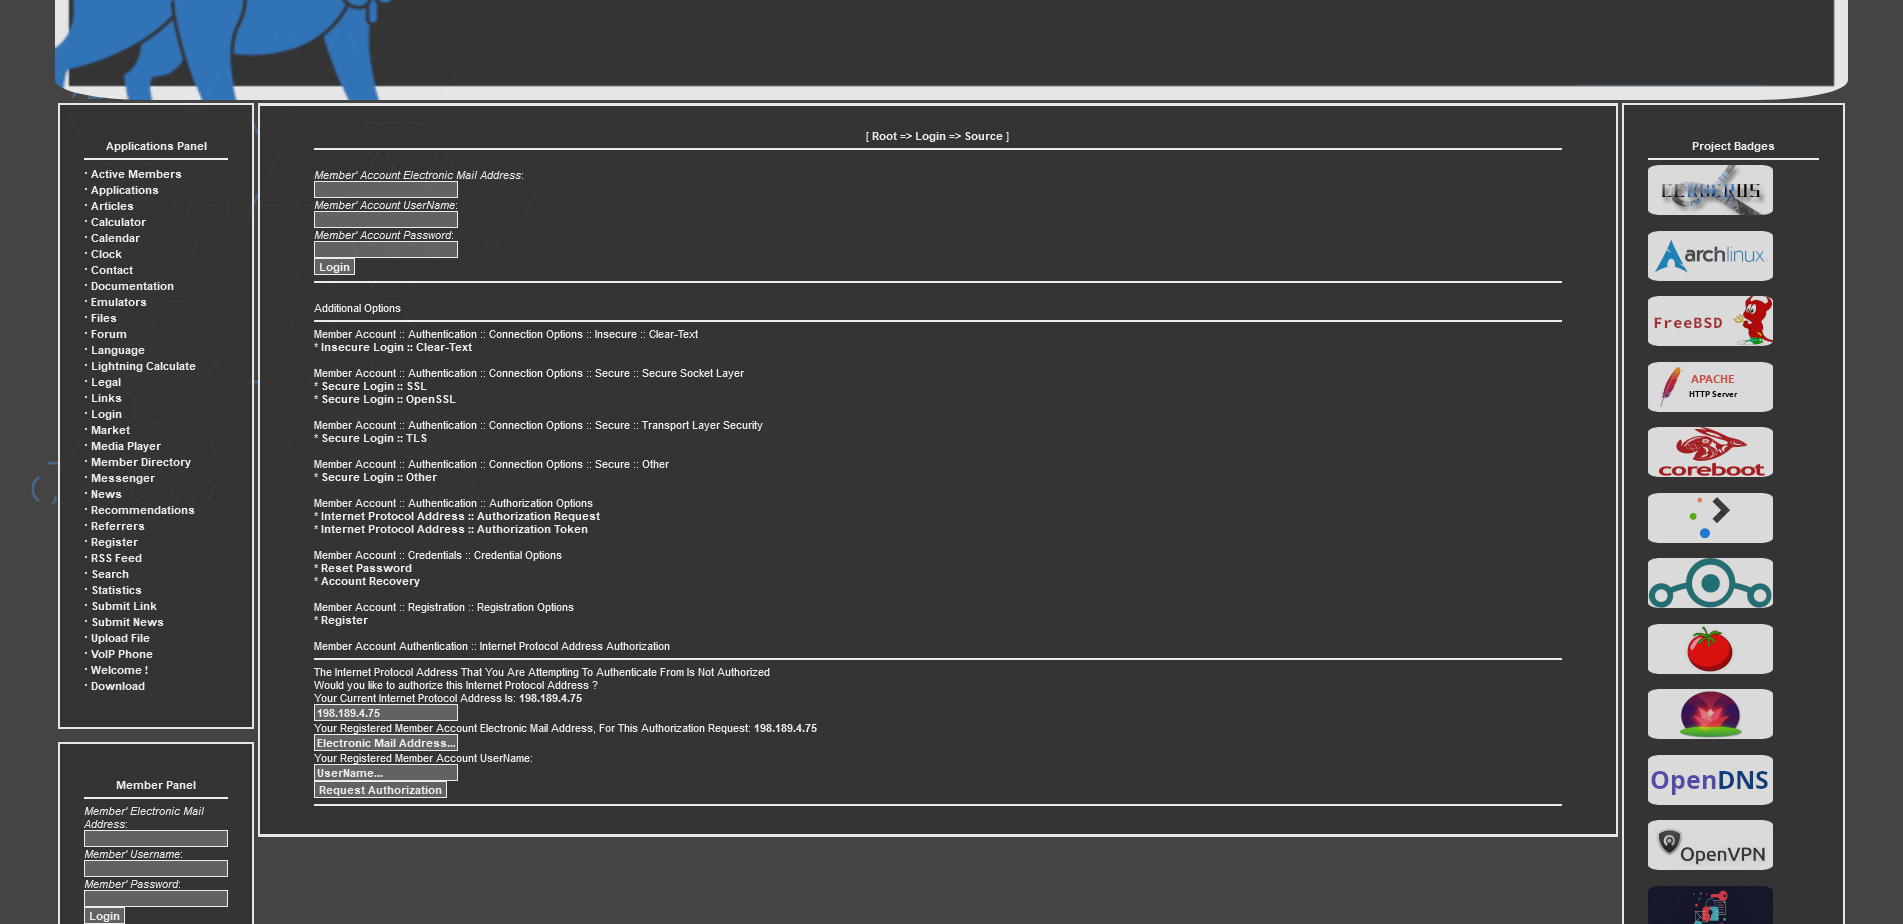 Applications Panel
· Active Members
· Applications
· Articles
· Calculator
· Calendar
· Clock
· Contact
· Documentation
· Emulators
· Files
· Forum
· Language
· Lightning Calculate
· Legal
· Links
· Login
· Market
· Media Player
· Member Directory
· Messenger
· News
· Recommendations
· Referrers
· Register
· RSS Feed
· Search
· Statistics
· Submit Link
· Submit News
· Upload File
· VoIP Phone
· Welcome !
· Download
Member Panel
Member' Electronic Mail
Address:
Member' Username:
Member' Password:
Login
[ Root => Login => Source ]
Member' Account Electronic Mail Address:
Member' Account UserName:
Member' Account Password:
Login
Additional Options
Member Account :: Authentication :: Connection Options :: Insecure :: Clear-Text
* Insecure Login :: Clear-Text
Member Account :: Authentication :: Connection Options :: Secure :: Secure Socket Layer
* Secure Login :: SSL
* Secure Login :: OpenSSL
Member Account :: Authentication :: Connection Options :: Secure :: Transport Layer Security
* Secure Login :: TLS
Member Account :: Authentication :: Connection Options :: Secure :: Other
* Secure Login :: Other
Member Account :: Authentication :: Authorization Options
* Internet Protocol Address :: Authorization Request
* Internet Protocol Address :: Authorization Token
Member Account :: Credentials :: Credential Options
* Reset Password
* Account Recovery
Member Account :: Registration :: Registration Options
* Register
Member Account Authentication :: Internet Protocol Address Authorization
The Internet Protocol Address That You Are Attempting To Authenticate From Is Not Authorized
Would you like to authorize this Internet Protocol Address ?
Your Current Internet Protocol Address Is: 198.189.4.75
198.189.4.75
Your Registered Member Account Electronic Mail Address, For This Authorization Request: 198.189.4.75
Electronic Mail Address...
Your Registered Member Account UserName:
UserName...
Request Authorization
Project Badges
CERBERUS
archlinux
FreeBSD
APACHE
HTTP Server
coreboot
OpenDNS
OpenVPN